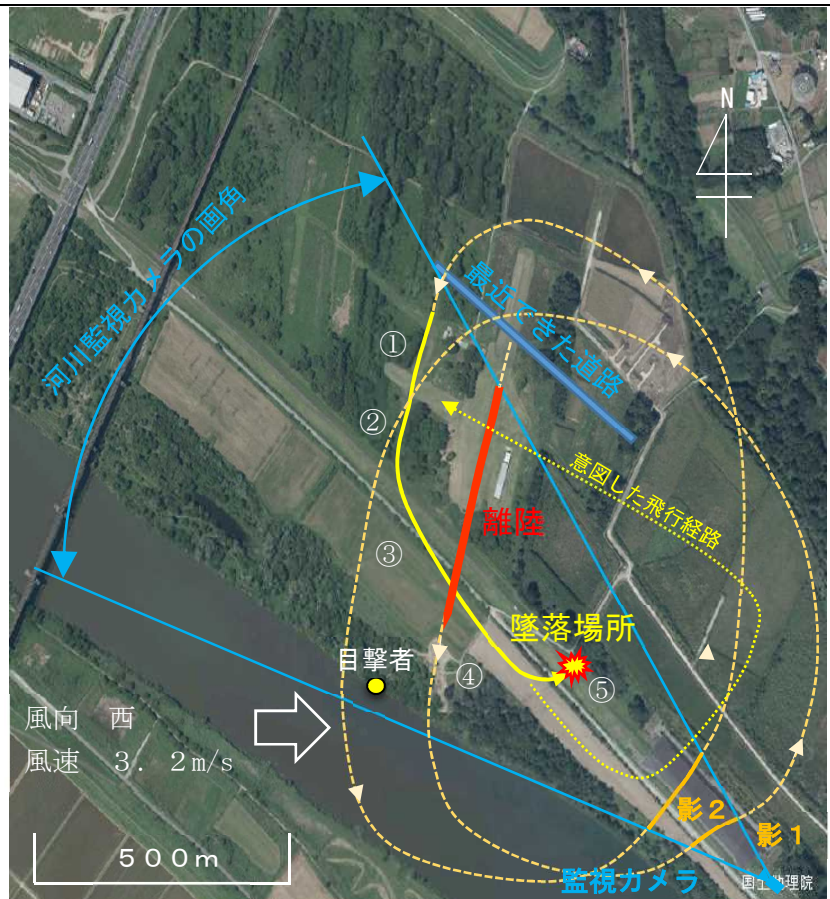 N
河川監視カメラの画角
最近できた道路
①
②
意図した飛行経路
離陸
③
墜落場所
目撃者
④
⑤
風向　西
風速　３．２m/s
影２
影１
５００ｍ
監視カメラ
国土地理院